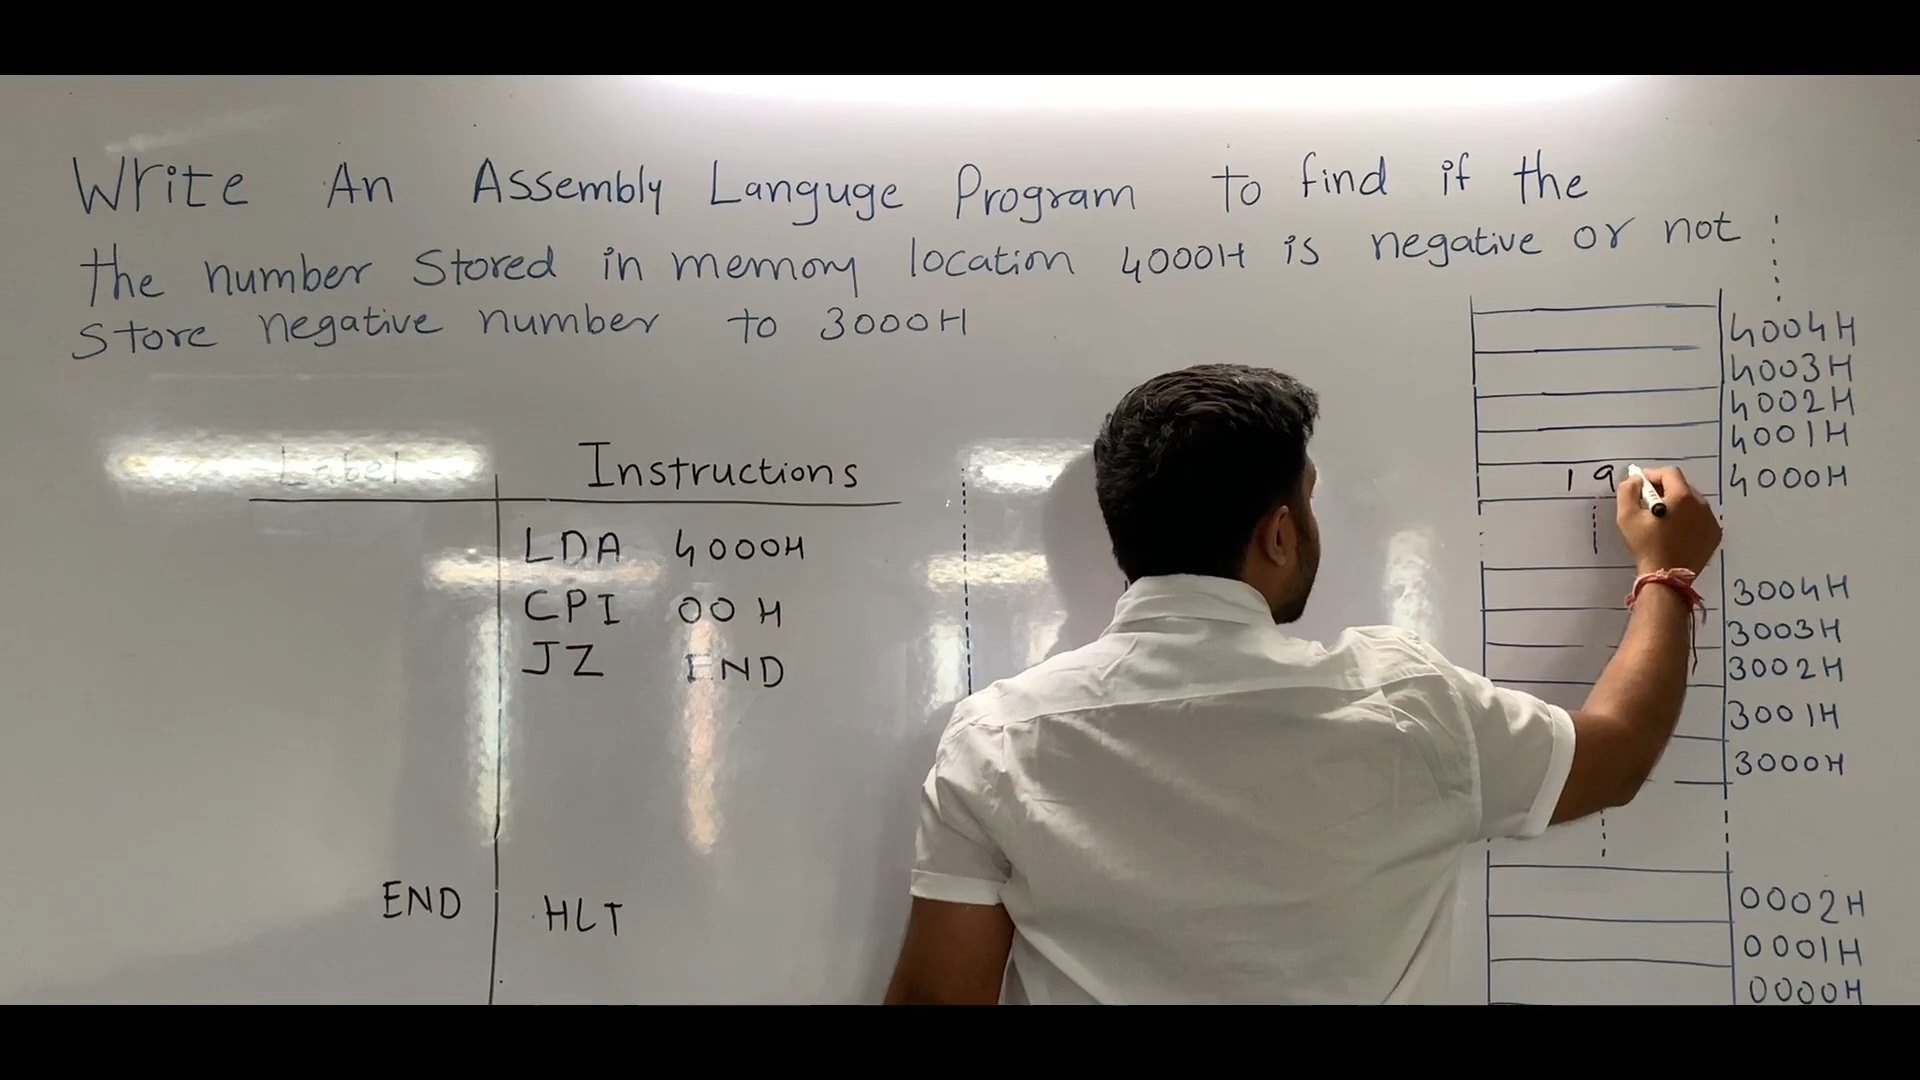 Write An Assembly Languge Program to find if the
the number Stored in memory location 4000H is negative or not
Store negative number to 3000H
Label Instructions
LDA 4000H
CPI 00H
JZ END
END HLT
4004H
4003H
4002H
4001H
19 4000H
3004H
3003H
3002H
3001H
3000H
0002H
0001H
0000H